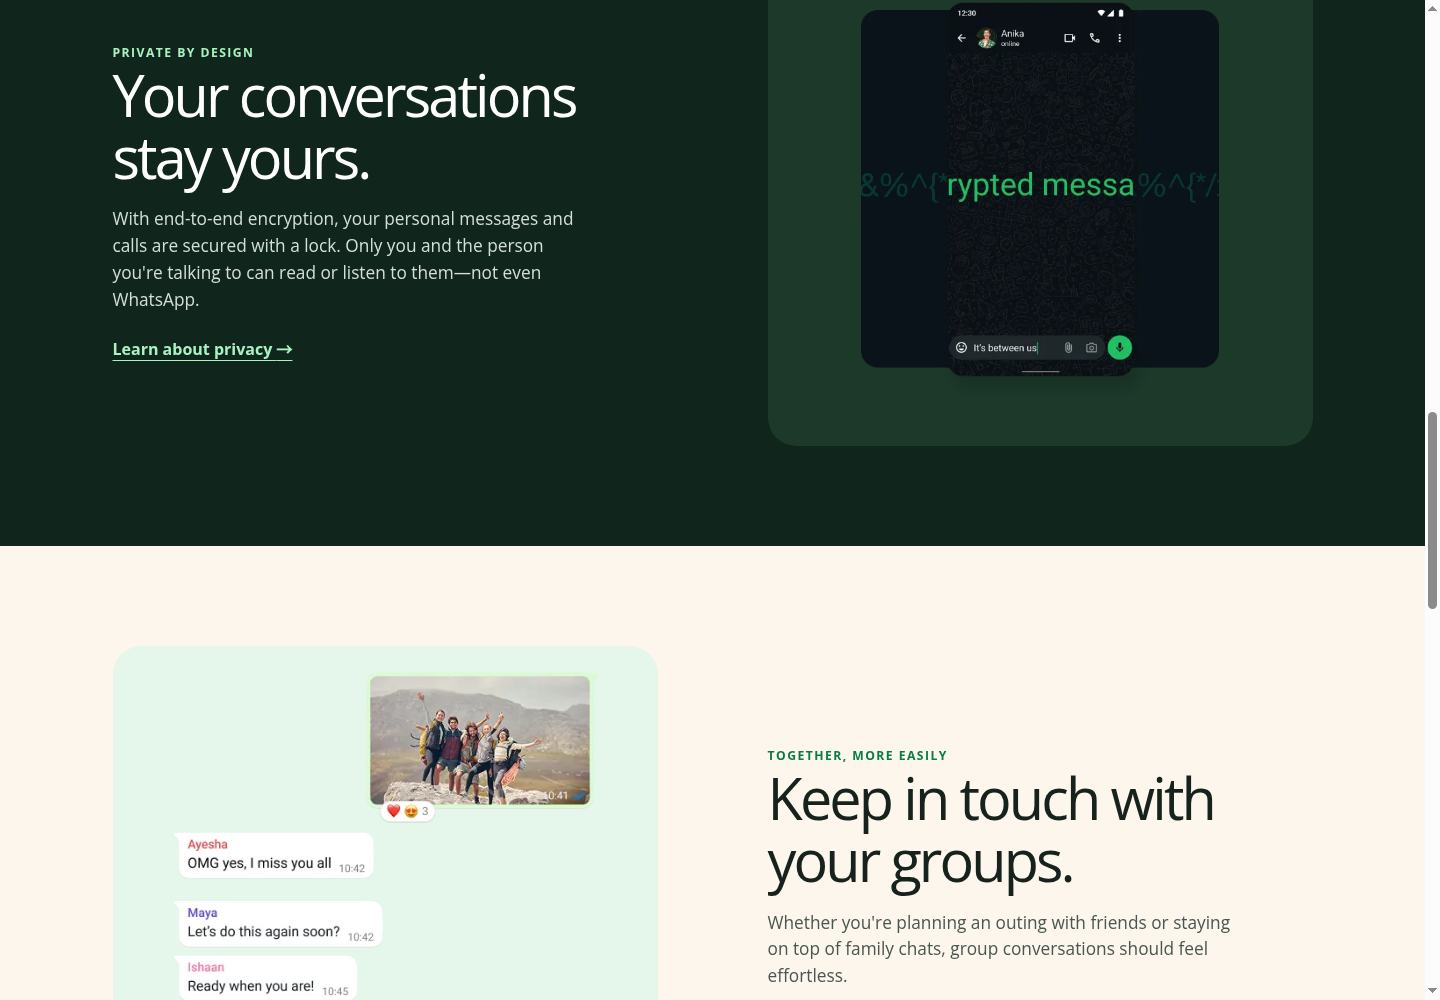 PRIVATE BY DESIGN
Your conversations
stay yours.
With end-to-end encryption, your personal messages and
calls are secured with a lock. Only you and the person
you're talking to can read or listen to them—not even
WhatsApp.
Learn about privacy →
12:30
Anika
online
&%^{*rypted messa%^{*/
It's between us
10:41
❤️ 😍 3
Ayesha
OMG yes, I miss you all 10:42
Maya
Let's do this again soon? 10:42
Ishaan
Ready when you are! 10:45
TOGETHER, MORE EASILY
Keep in touch with
your groups.
Whether you're planning an outing with friends or staying
on top of family chats, group conversations should feel
effortless.